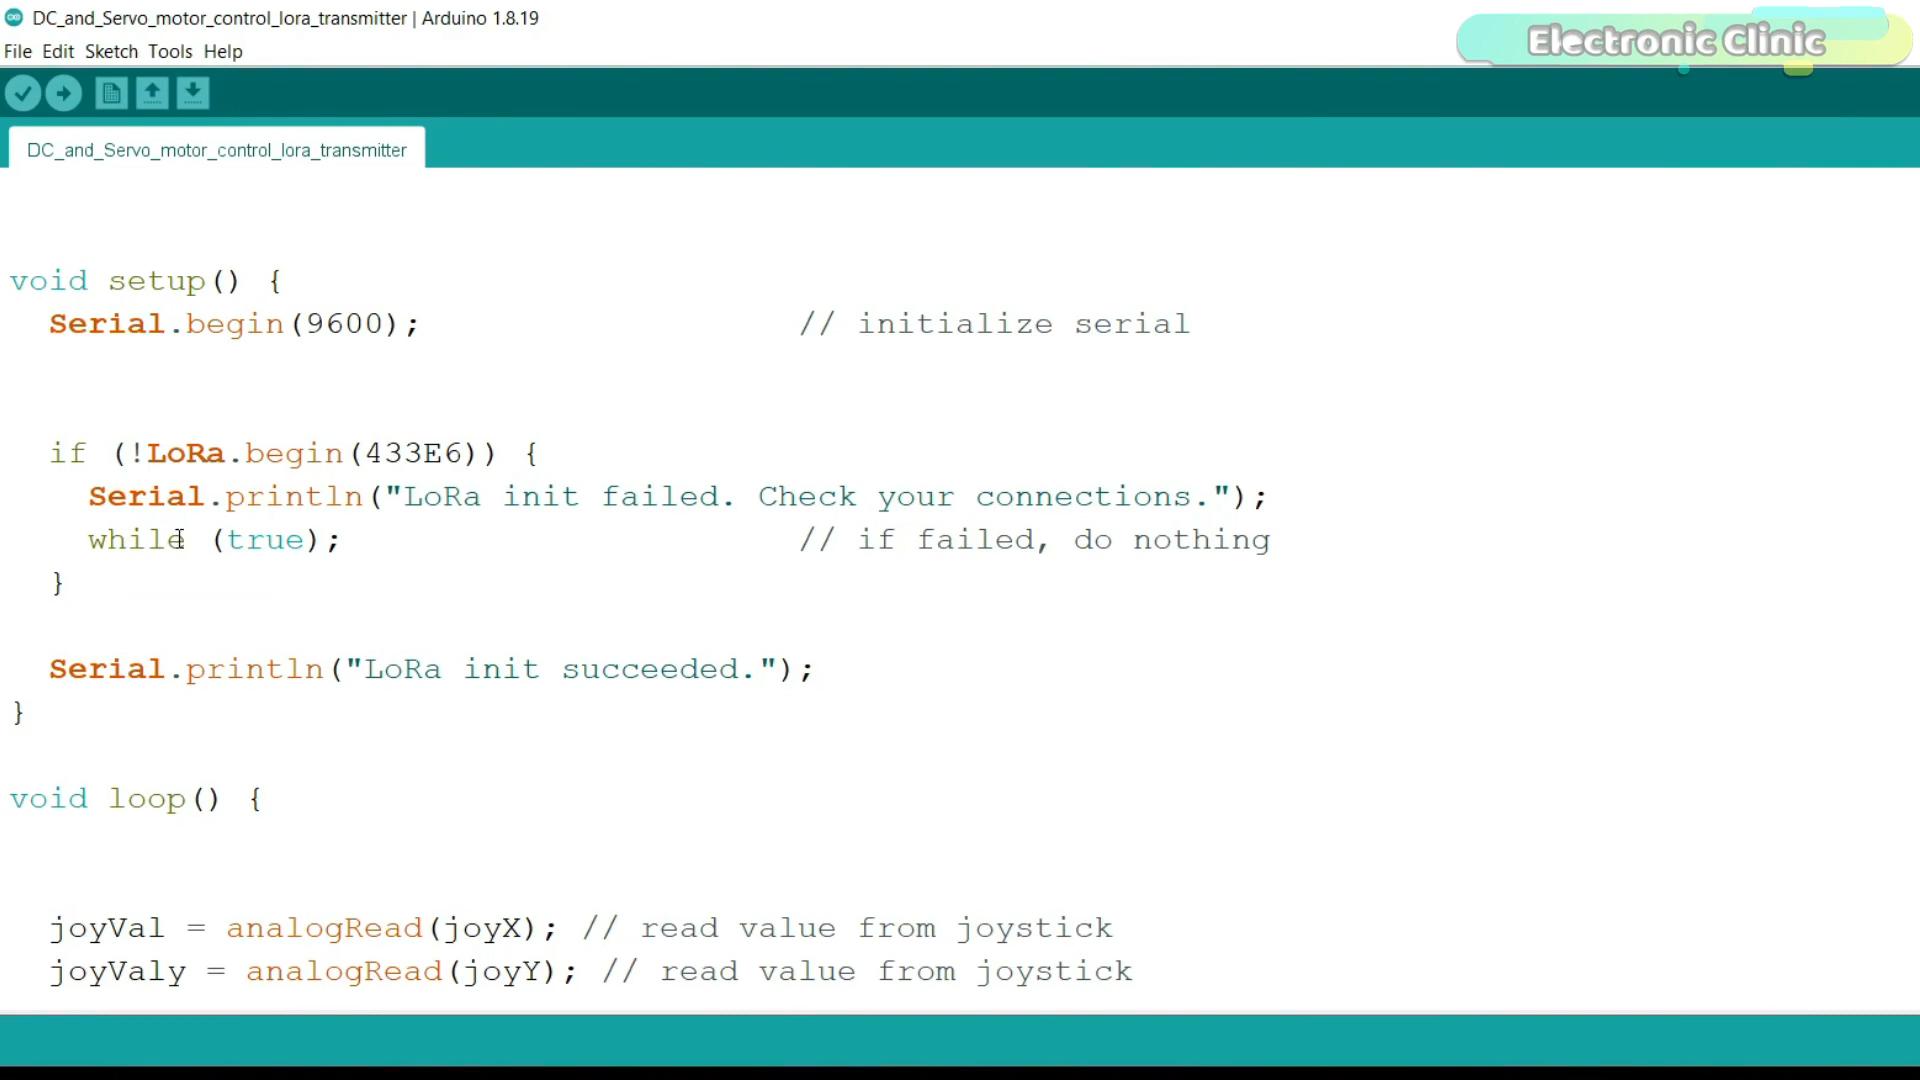 DC_and_Servo_motor_control_lora_transmitter | Arduino 1.8.19
File Edit Sketch Tools Help
Electronic Clinic
DC_and_Servo_motor_control_lora_transmitter
void setup() {
  Serial.begin(9600); // initialize serial
  if (!LoRa.begin(433E6)) {
    Serial.println("LoRa init failed. Check your connections.");
    while (true); // if failed, do nothing
  }
  Serial.println("LoRa init succeeded.");
}
void loop() {
  joyVal = analogRead(joyX); // read value from joystick
  joyValy = analogRead(joyY); // read value from joystick